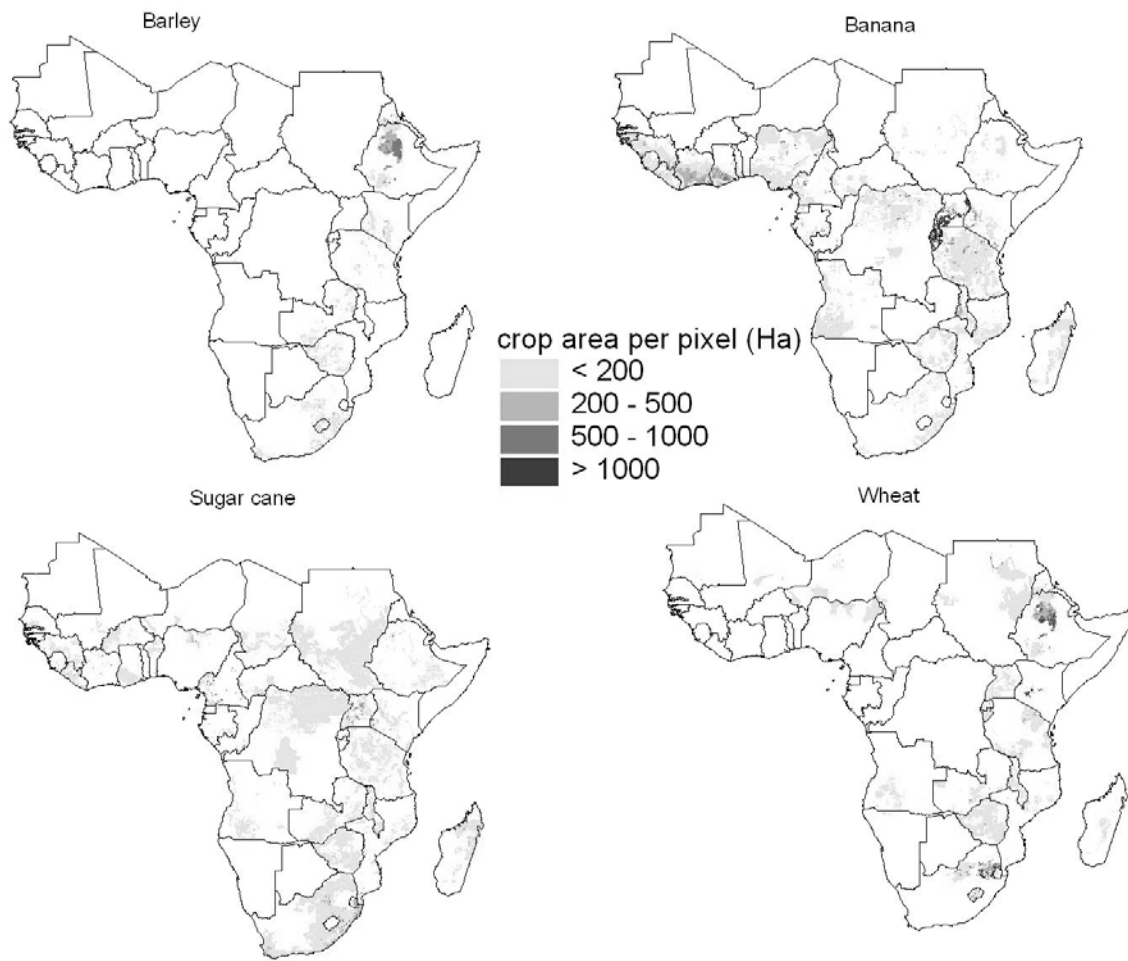 Barley
Banana
crop area per pixel (Ha)
< 200
200 - 500
500 - 1000
> 1000
Sugar cane
Wheat